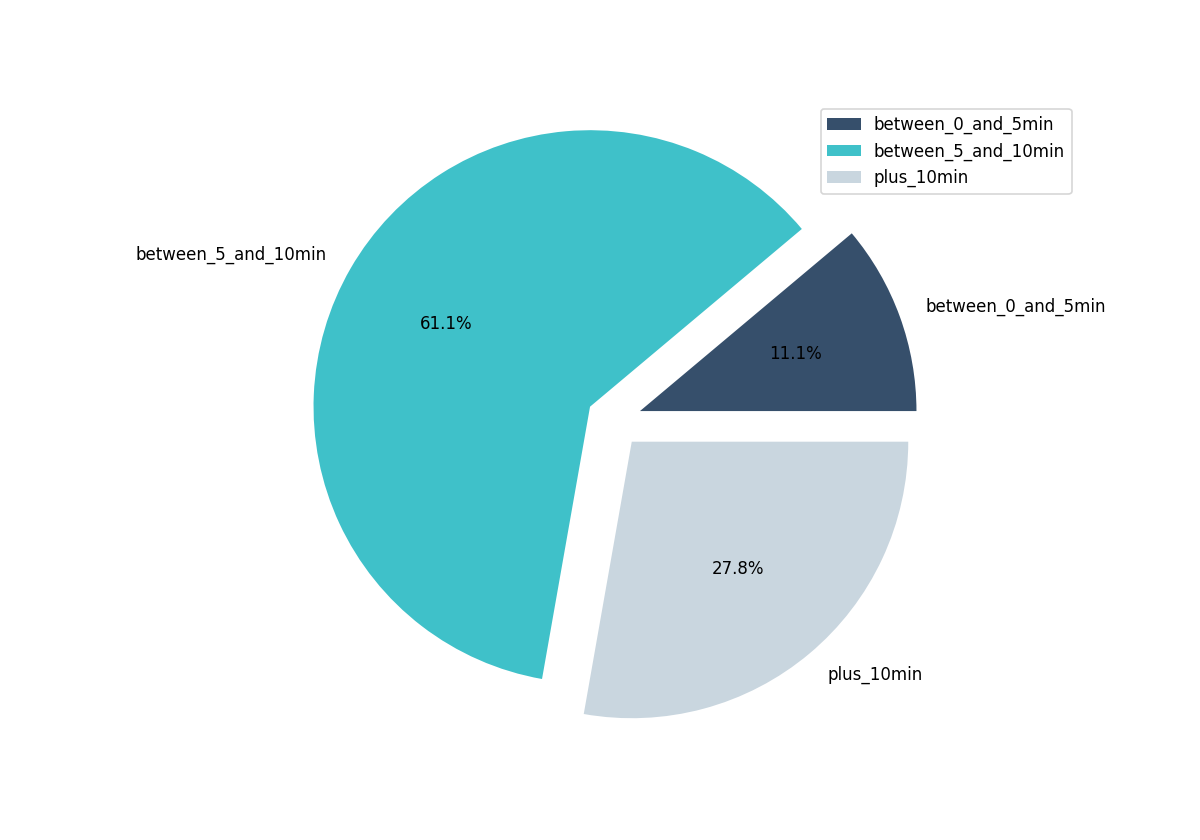 between_0_and_5min
between_5_and_10min
plus_10min
between_5_and_10min
between_0_and_5min
61.1%
11.1%
27.8%
plus_10min